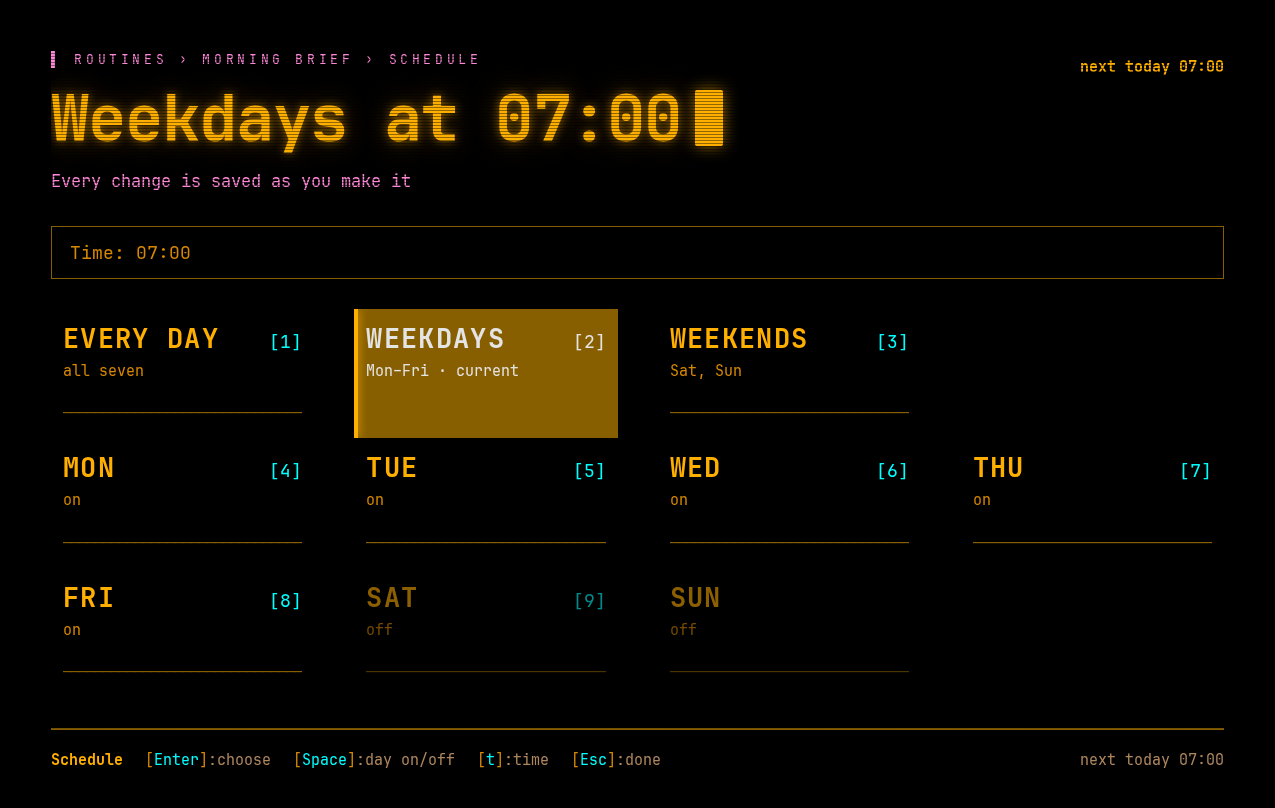 ROUTINES › MORNING BRIEF › SCHEDULE
next today 07:00
Weekdays at 07:00
Every change is saved as you make it
Time: 07:00
EVERY DAY [1]
all seven
WEEKDAYS [2]
Mon–Fri · current
WEEKENDS [3]
Sat, Sun
MON [4]
on
TUE [5]
on
WED [6]
on
THU [7]
on
FRI [8]
on
SAT [9]
off
SUN
off
Schedule [Enter]:choose [Space]:day on/off [t]:time [Esc]:done
next today 07:00